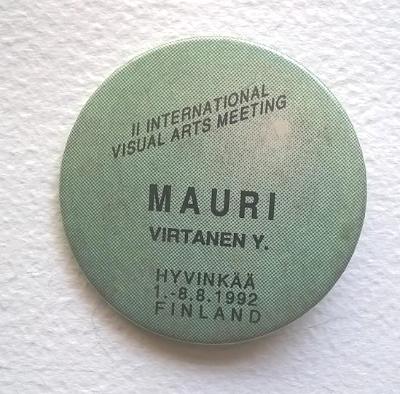 II INTERNATIONAL
VISUAL ARTS MEETING
MAURI
VIRTANEN Y.
HYVINKÄÄ
1.-8.8.1992
FINLAND